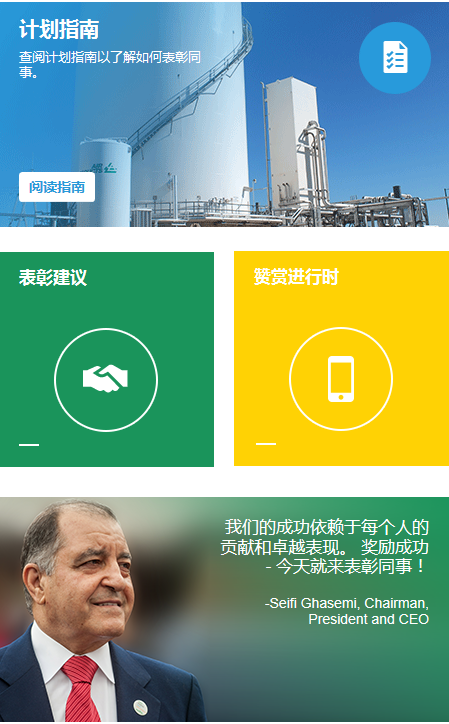 计划指南
查阅计划指南以了解如何表彰同
事。
阅读指南
表彰建议
赞赏进行时
我们的成功依赖于每个人的
贡献和卓越表现。 奖励成功
- 今天就来表彰同事！
-Seifi Ghasemi, Chairman,
President and CEO